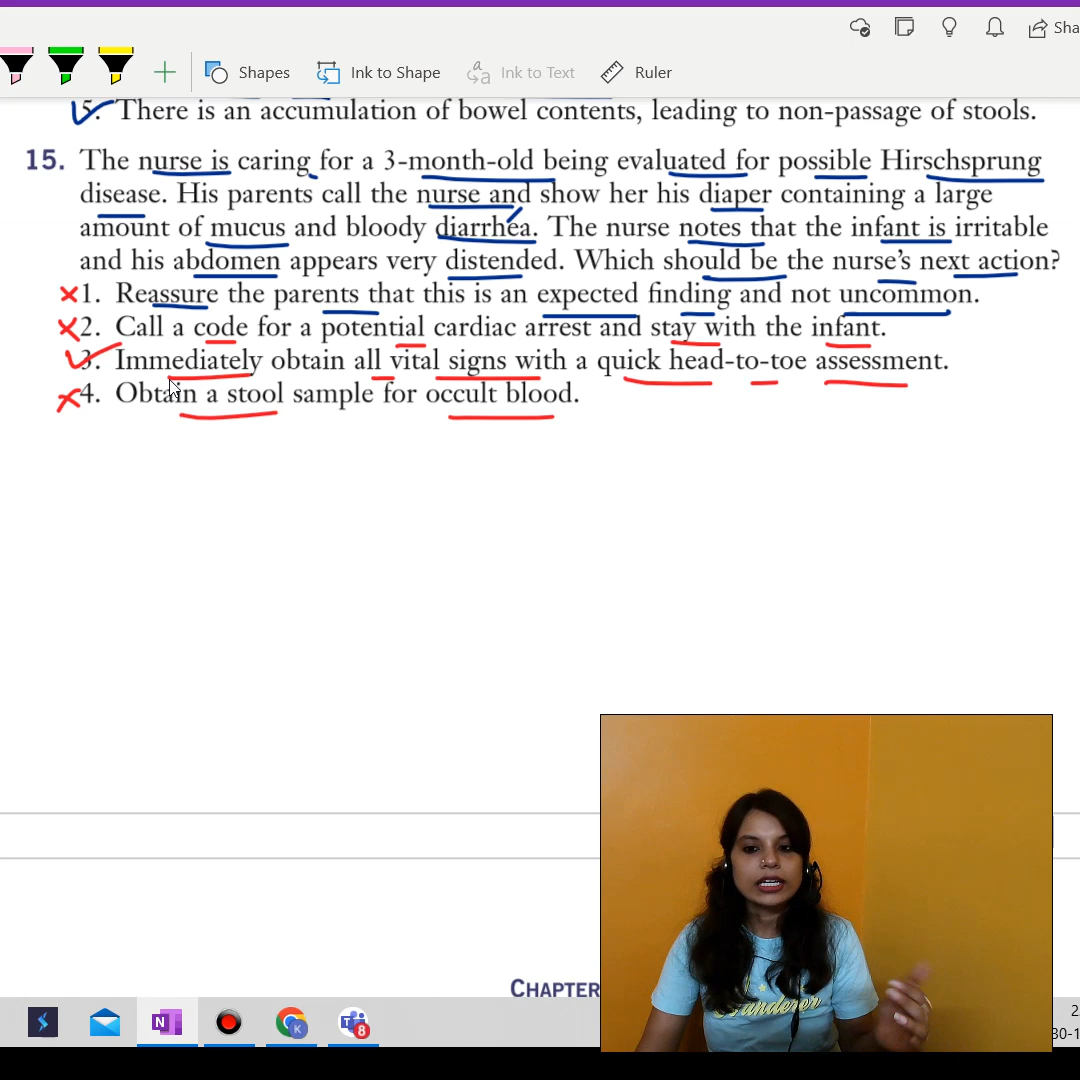 Sha
Shapes Ink to Shape Ink to Text Ruler
5. There is an accumulation of bowel contents, leading to non-passage of stools.
15. The nurse is caring for a 3-month-old being evaluated for possible Hirschsprung
disease. His parents call the nurse and show her his diaper containing a large
amount of mucus and bloody diarrhea. The nurse notes that the infant is irritable
and his abdomen appears very distended. Which should be the nurse's next action?
1. Reassure the parents that this is an expected finding and not uncommon.
2. Call a code for a potential cardiac arrest and stay with the infant.
3. Immediately obtain all vital signs with a quick head-to-toe assessment.
4. Obtain a stool sample for occult blood.
CHAPTER
N K T 8